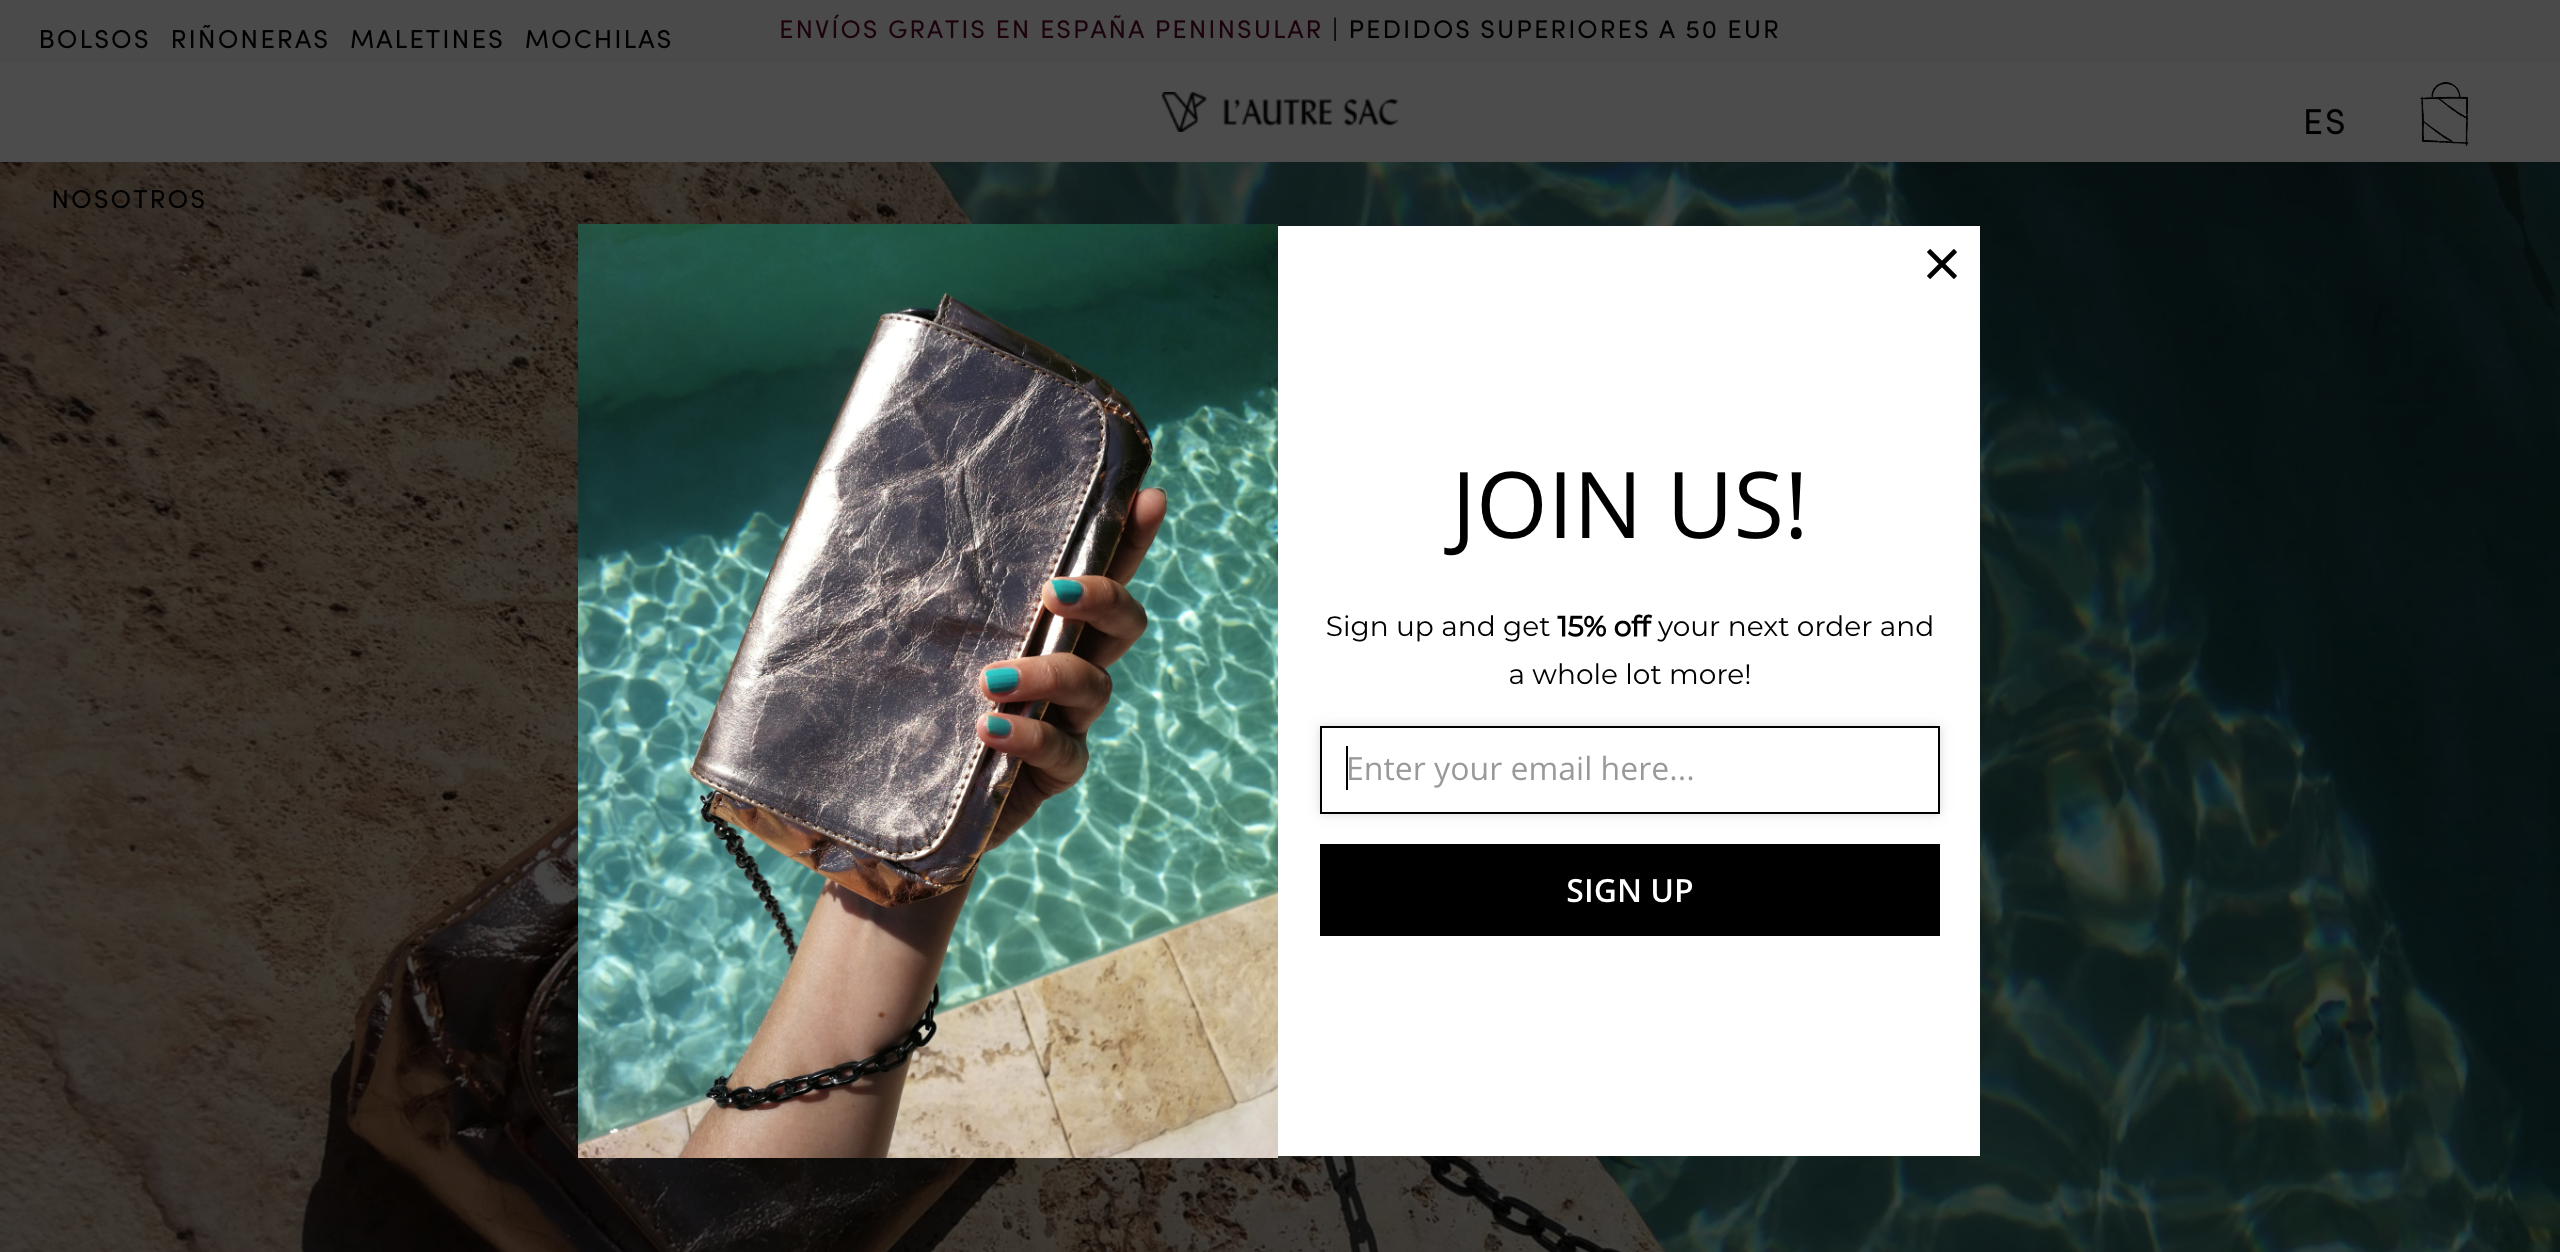 BOLSOS RIÑONERAS MALETINES MOCHILAS
ENVÍOS GRATIS EN ESPAÑA PENINSULAR | PEDIDOS SUPERIORES A 50 EUR
L'AUTRE SAC
ES
NOSOTROS
JOIN US!
Sign up and get 15% off your next order and
a whole lot more!
Enter your email here...
SIGN UP